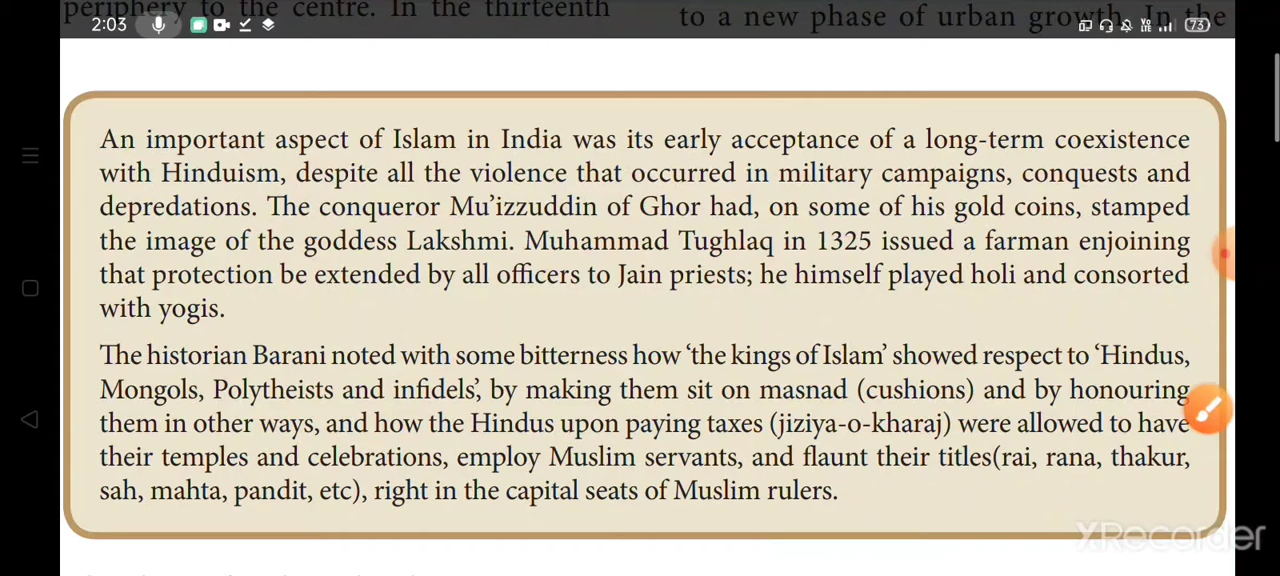 periphery to the centre. In the thirteenth
to a new phase of urban growth. In the
2:03
73
An important aspect of Islam in India was its early acceptance of a long-term coexistence
with Hinduism, despite all the violence that occurred in military campaigns, conquests and
depredations. The conqueror Mu’izzuddin of Ghor had, on some of his gold coins, stamped
the image of the goddess Lakshmi. Muhammad Tughlaq in 1325 issued a farman enjoining
that protection be extended by all officers to Jain priests; he himself played holi and consorted
with yogis.
The historian Barani noted with some bitterness how ‘the kings of Islam’ showed respect to ‘Hindus,
Mongols, Polytheists and infidels’, by making them sit on masnad (cushions) and by honouring
them in other ways, and how the Hindus upon paying taxes (jiziya-o-kharaj) were allowed to have
their temples and celebrations, employ Muslim servants, and flaunt their titles(rai, rana, thakur,
sah, mahta, pandit, etc), right in the capital seats of Muslim rulers.
XRecorder